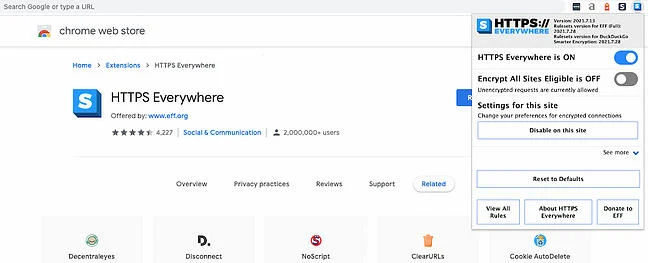 Search Google or type a URL
chrome web store
Home
Extensions
HTTPS Everywhere
HTTPS Everywhere
Offered by: www.eff.org
4,227
Social & Communication
2,000,000+ users
Overview
Privacy practices
Reviews
Support
Related
Decentraleyes
Disconnect
NoScript
ClearURLs
Cookie AutoDelete
HTTPS://
EVERYWHERE
Version: 2021.7.13
Rulesets version for EFF (Full):
2021.7.28
Rulesets version for DuckDuckGo
Smarter Encryption: 2021.7.28
HTTPS Everywhere is ON
Encrypt All Sites Eligible is OFF
Unencrypted requests are currently allowed
Settings for this site
Change your preferences for encrypted connections
Disable on this site
See more
Reset to Defaults
View All
Rules
About HTTPS
Everywhere
Donate to
EFF